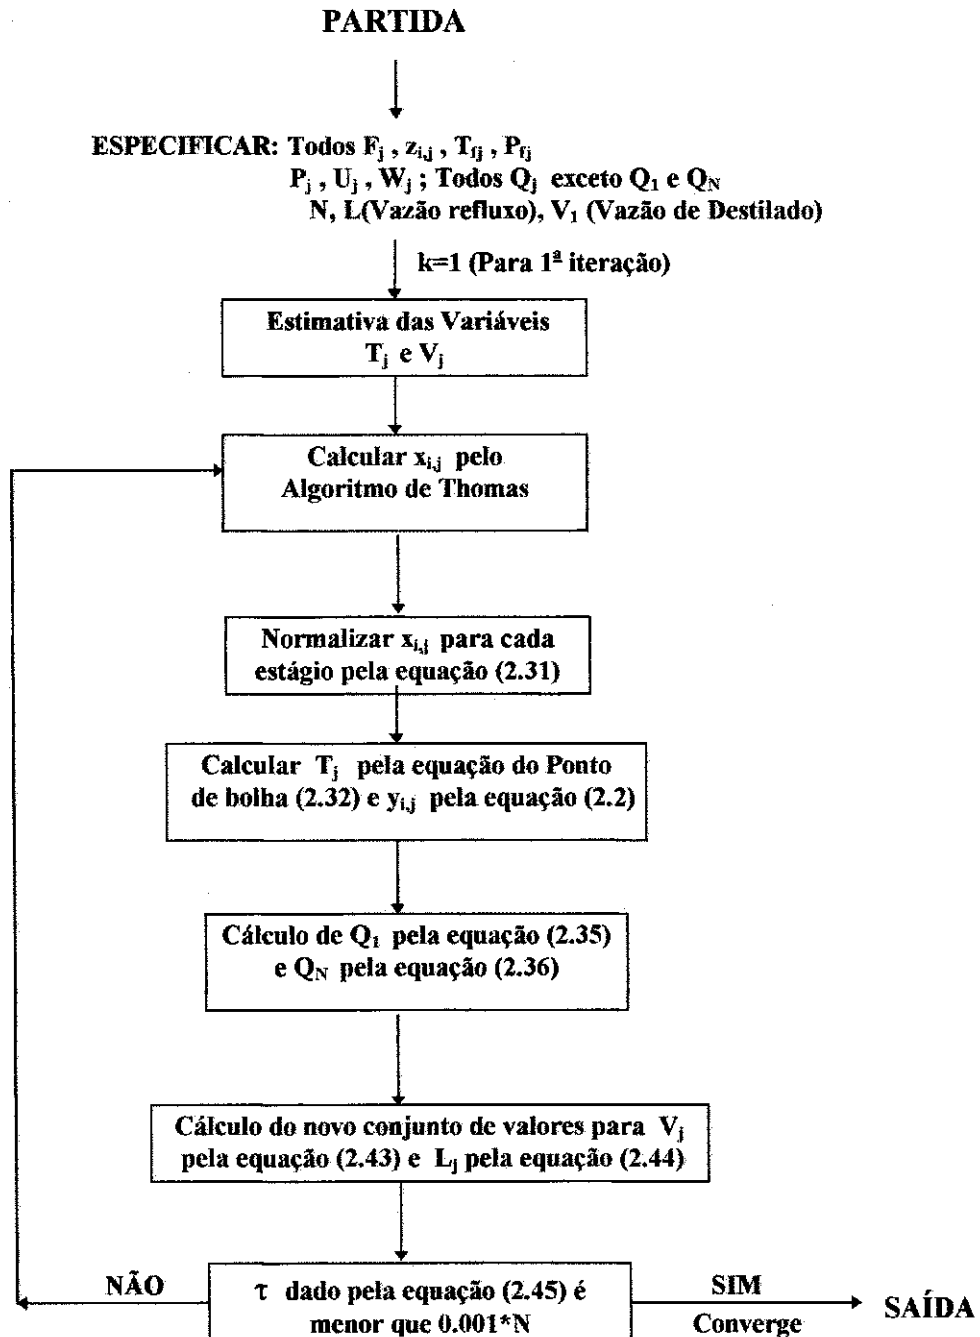 PARTIDA
ESPECIFICAR: Todos Fj , zi,j , Tfj , Pfj
Pj , Uj , Wj ; Todos Qj exceto Q1 e QN
N, L(Vazão refluxo), V1 (Vazão de Destilado)
k=1 (Para 1ª iteração)
Estimativa das Variáveis
Tj e Vj
Calcular xi,j pelo
Algoritmo de Thomas
Normalizar xi,j para cada
estágio pela equação (2.31)
Calcular Tj pela equação do Ponto
de bolha (2.32) e yi,j pela equação (2.2)
Cálculo de Q1 pela equação (2.35)
e QN pela equação (2.36)
Cálculo do novo conjunto de valores para Vj
pela equação (2.43) e Lj pela equação (2.44)
NÃO
τ dado pela equação (2.45) é
menor que 0.001*N
SIM
Converge
SAÍDA